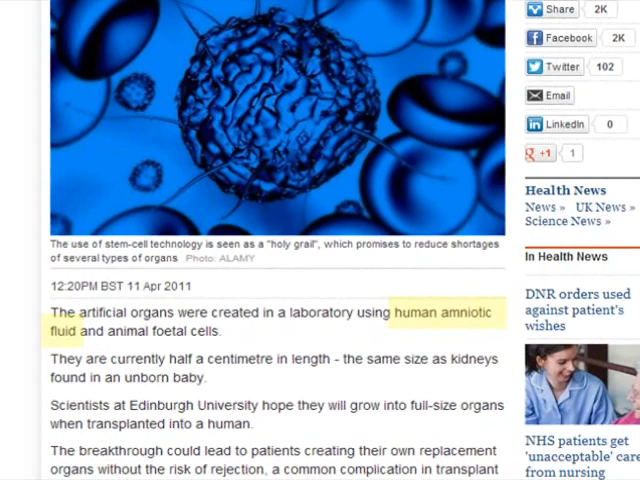 Share 2K
Facebook 2K
Twitter 102
Email
LinkedIn 0
g +1 1
The use of stem-cell technology is seen as a "holy grail", which promises to reduce shortages
of several types of organs Photo: ALAMY
12:20PM BST 11 Apr 2011
The artificial organs were created in a laboratory using human amniotic
fluid and animal foetal cells.
They are currently half a centimetre in length - the same size as kidneys
found in an unborn baby.
Scientists at Edinburgh University hope they will grow into full-size organs
when transplanted into a human.
The breakthrough could lead to patients creating their own replacement
organs without the risk of rejection, a common complication in transplant
Health News
News » UK News »
Science News »
In Health News
DNR orders used
against patient's
wishes
NHS patients get
'unacceptable' care
from nursing